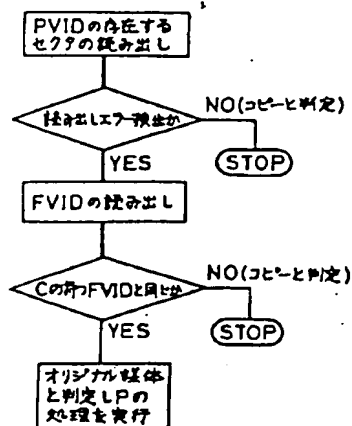 PVIDの存在する
セクタの読み出し
読み出しエラー検出か
NO(コピーと判定)
YES
STOP
FVIDの読み出し
Cの持つFVIDと同じか
NO(コピーと判定)
YES
STOP
オリジナル媒体
と判定しPの
処理を実行